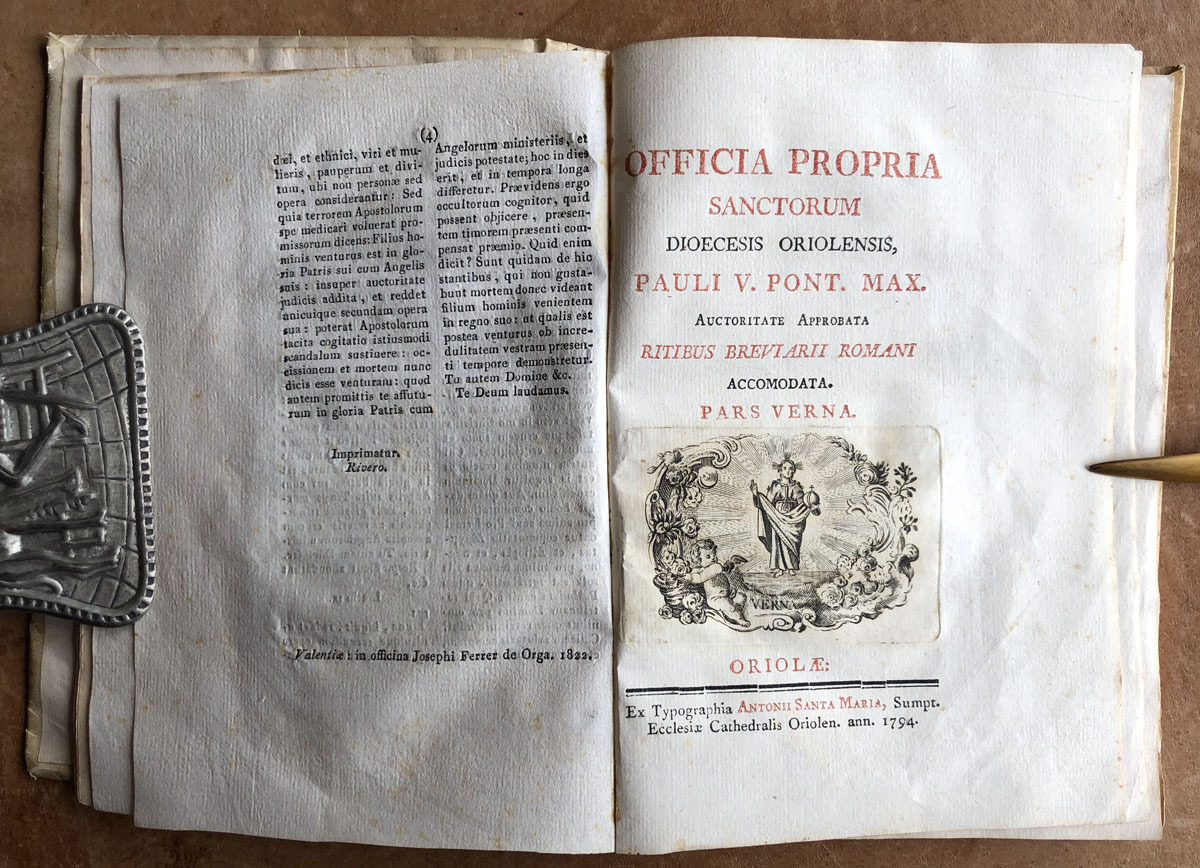 (4)
dæi, et ethnici, viri et mu-
lieris, pauperum et divi-
tum, ubi non personæ sed
opera considerantur: Sed
quia terrorem Apostolorum
spe medicari voluerat pro-
missorum dicens: Filius ho-
minis venturus est in glo-
ria Patris sui cum Angelis
suis: insuper auctoritate
judicis addita, et reddet
unicuique secundum opera
sua: poterat Apostolorum
tacita cogitatio istiusmodi
scandalum sustinere: oc-
cissionem et mortem nunc
dicis esse venturam: quod
autem promittis te affutu-
rum in gloria Patris cum
Angelorum ministeriis, et
judicis potestate; hoc in dies
erit, et in tempora longa
differetur. Prævidens ergo
occultorum cognitor, quid
possent objicere, præsen-
tem timorem præsenti com-
pensat præmio. Quid enim
dicit? Sunt quidam de hic
stantibus, qui non gusta-
bunt mortem donec videant
filium hominis venientem
in regno suo: ut qualis est
postea venturus ob incre-
dulitatem vestram præsen-
ti tempore demonstretur.
Tu autem Domine &c.
Te Deum laudamus.
Imprimatur.
Rivero.
Valentiæ: in officina Josephi Ferrer de Orga. 1822.
OFFICIA PROPRIA
SANCTORUM
DIOECESIS ORIOLENSIS,
PAULI V. PONT. MAX.
AUCTORITATE APPROBATA
RITIBUS BREVIARII ROMANI
ACCOMODATA.
PARS VERNA.
VERNA
ORIOLÆ:
Ex Typographia ANTONII SANTA MARIA, Sumpt.
Ecclesiæ Cathedralis Oriolen. ann. 1794.